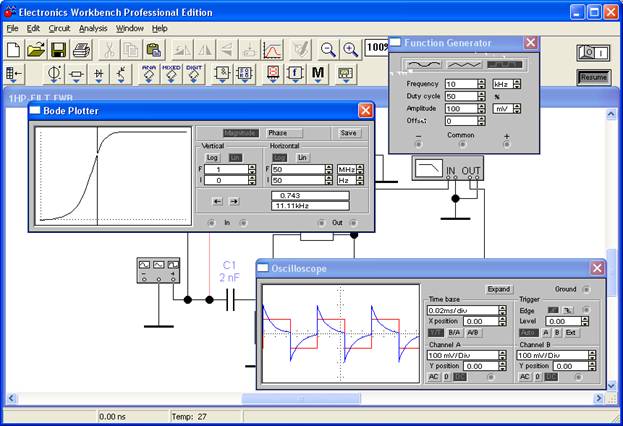 Electronics Workbench Professional Edition
File Edit Circuit Analysis Window Help
100%
ANA MIXED DIGIT
M
Resume
1HP-FILT.EWB
Function Generator
Frequency 10 kHz
Duty cycle 50 %
Amplitude 100 mV
Offset 0
− Common +
Bode Plotter
Magnitude Phase Save
Vertical Horizontal
Log Lin Log Lin
F 1 F 50 MHz
I 0 I 50 Hz
0.743
11.11kHz
In Out
IN OUT
C1
2 nF
Oscilloscope
Expand Ground
Time base Trigger
0.02ms/div Edge
X position 0.00 Level 0.00
Y/T B/A A/B Auto A B Ext
Channel A Channel B
100 mV/Div 100 mV/Div
Y position 0.00 Y position 0.00
AC 0 DC AC 0 DC
0.00 ns Temp: 27